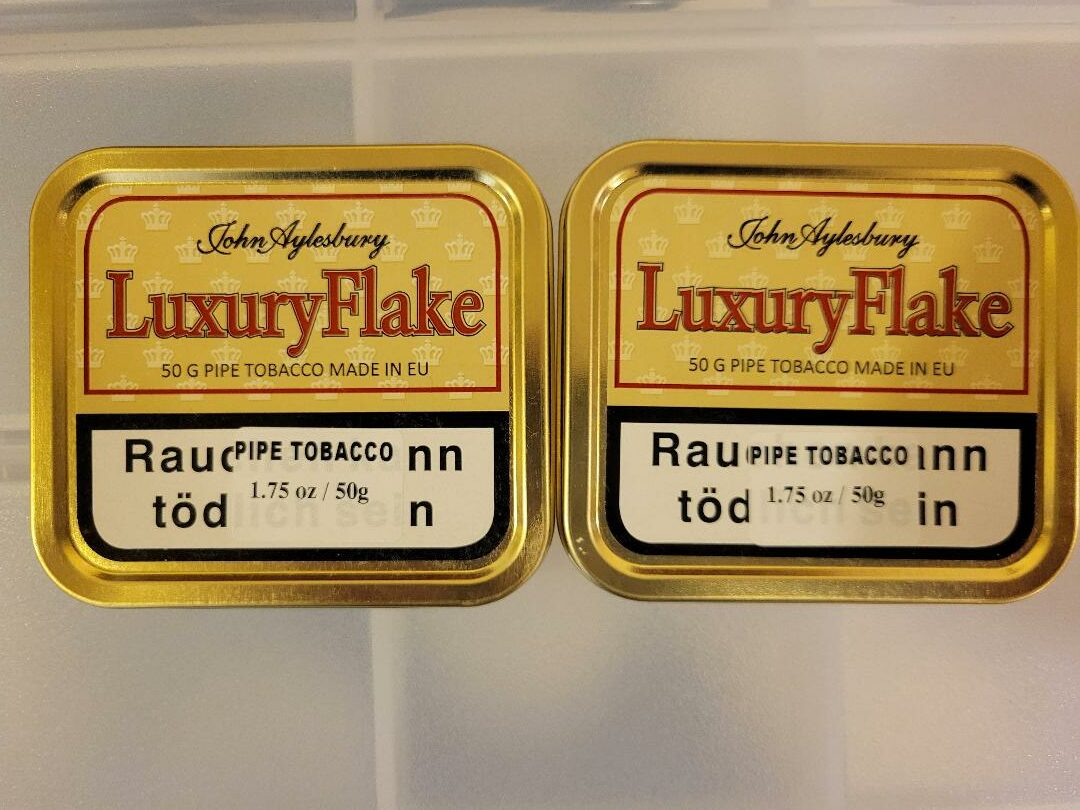 John Aylesbury
LuxuryFlake
50 G PIPE TOBACCO MADE IN EU
PIPE TOBACCO
1.75 oz / 50g
John Aylesbury
LuxuryFlake
50 G PIPE TOBACCO MADE IN EU
PIPE TOBACCO
1.75 oz / 50g